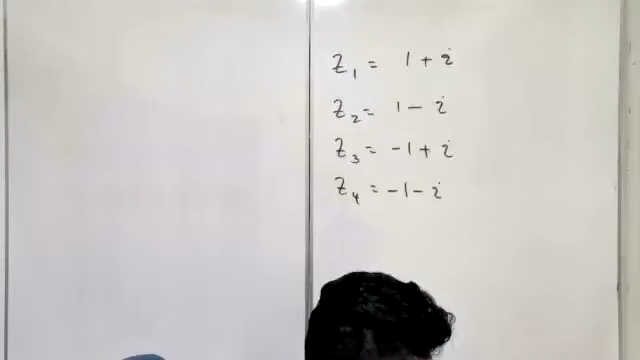 Z₁ = 1 + i
Z₂ = 1 - i
Z₃ = -1 + i
Z₄ = -1 - i